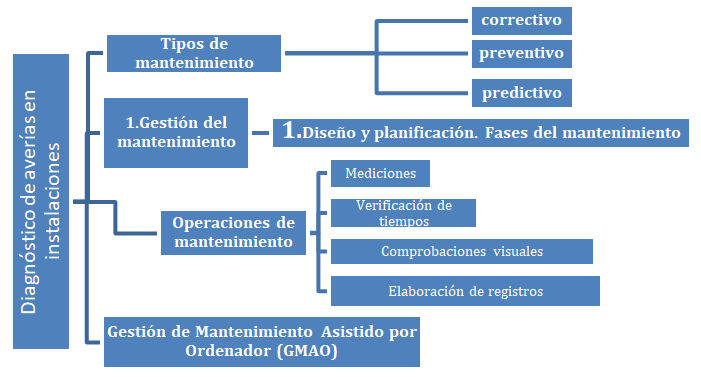 Diagnóstico de averías en
instalaciones
Tipos de
mantenimiento
correctivo
preventivo
predictivo
1.Gestión del
mantenimiento
1.Diseño y planificación. Fases del mantenimiento
Operaciones de
mantenimiento
Mediciones
Verificación de
tiempos
Comprobaciones visuales
Elaboración de registros
Gestión de Mantenimiento Asistido por
Ordenador (GMAO)